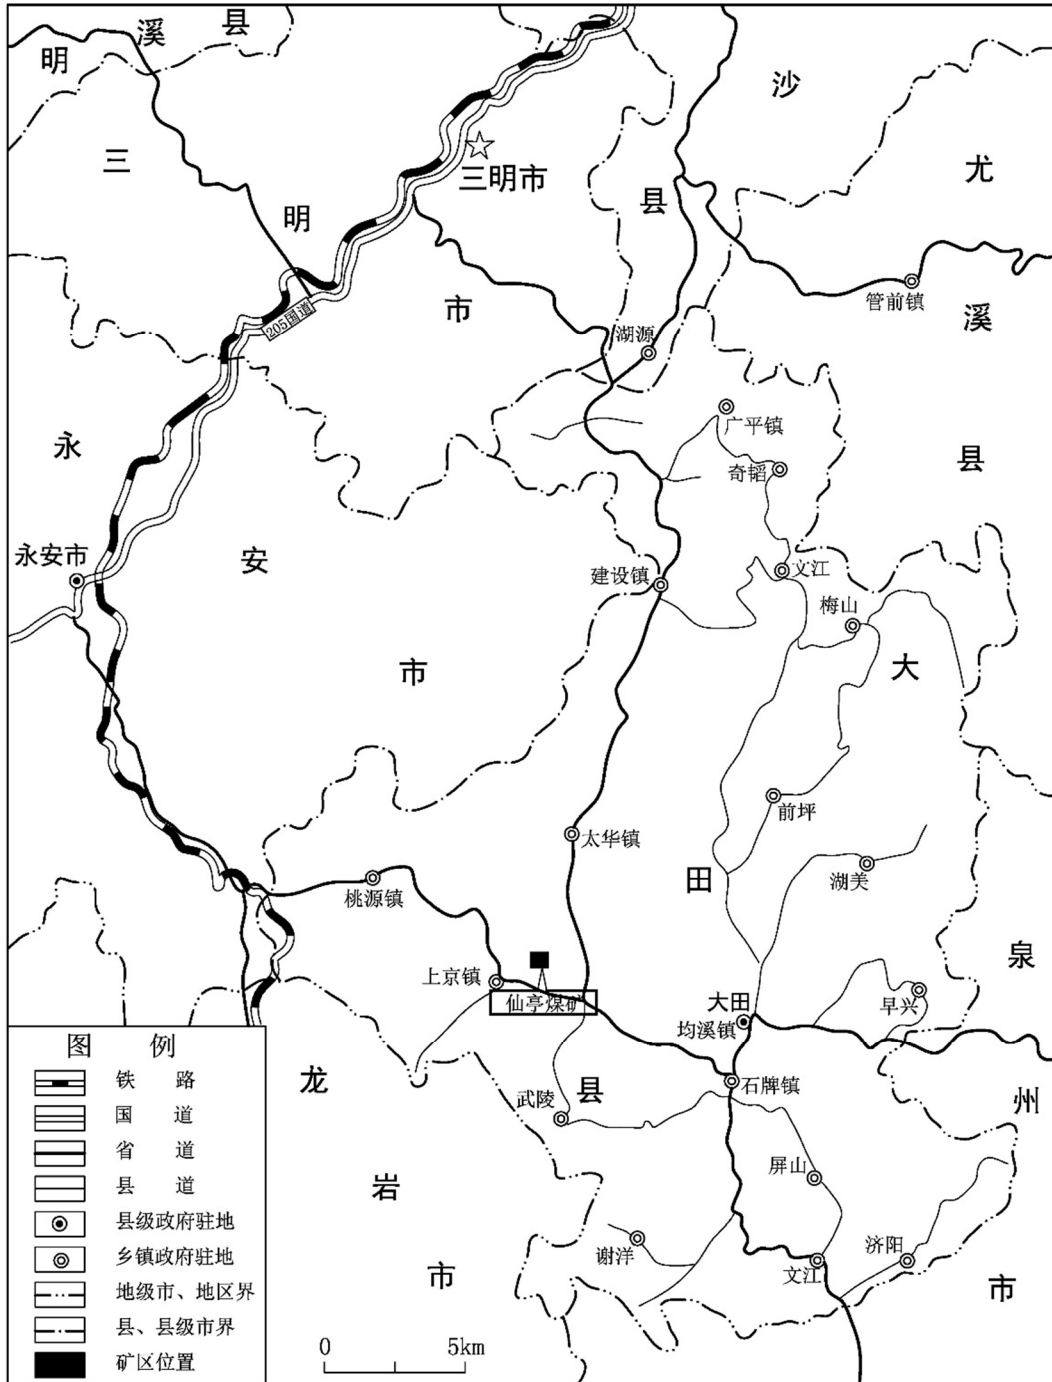 溪 县
明
沙
三
三明市
尤
县
明
管前镇
市
205国道
溪
湖源
广平镇
永
奇韬
县
永安市
安
建设镇
文江
梅山
市
大
前坪
太华镇
湖美
田
桃源镇
泉
上京镇
仙亭煤矿
大田
早兴
均溪镇
图 例
铁 路
国 道
省 道
县 道
县级政府驻地
乡镇政府驻地
地级市、地区界
县、县级市界
矿区位置
龙
石牌镇
县
武陵
州
屏山
岩
谢洋
济阳
文江
市
市
0 5km